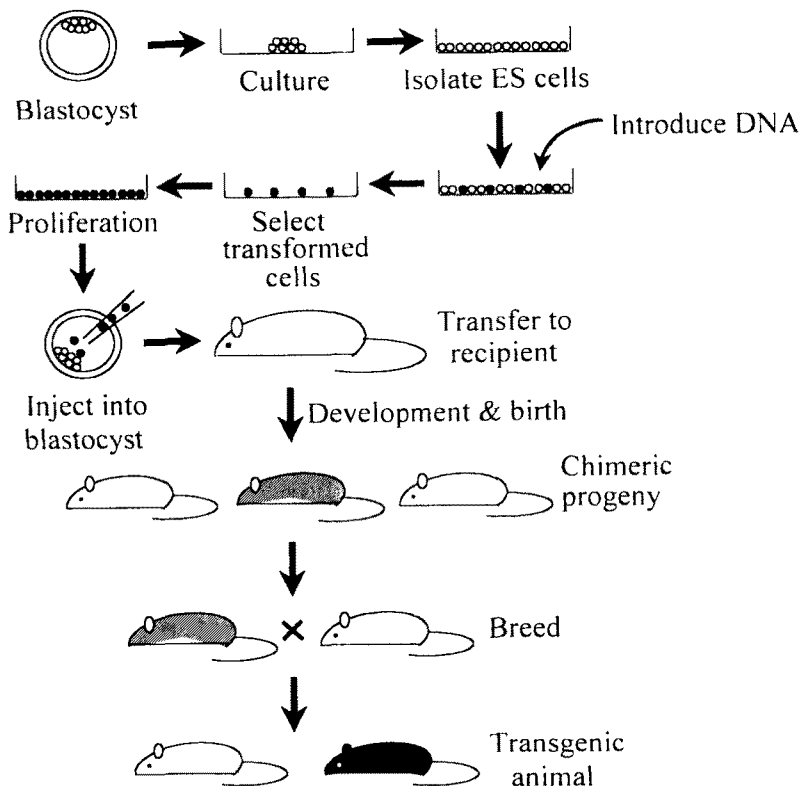 Blastocyst
Culture
Isolate ES cells
Introduce DNA
Proliferation
Select
transformed
cells
Inject into
blastocyst
Transfer to
recipient
Development & birth
Chimeric
progeny
Breed
Transgenic
animal